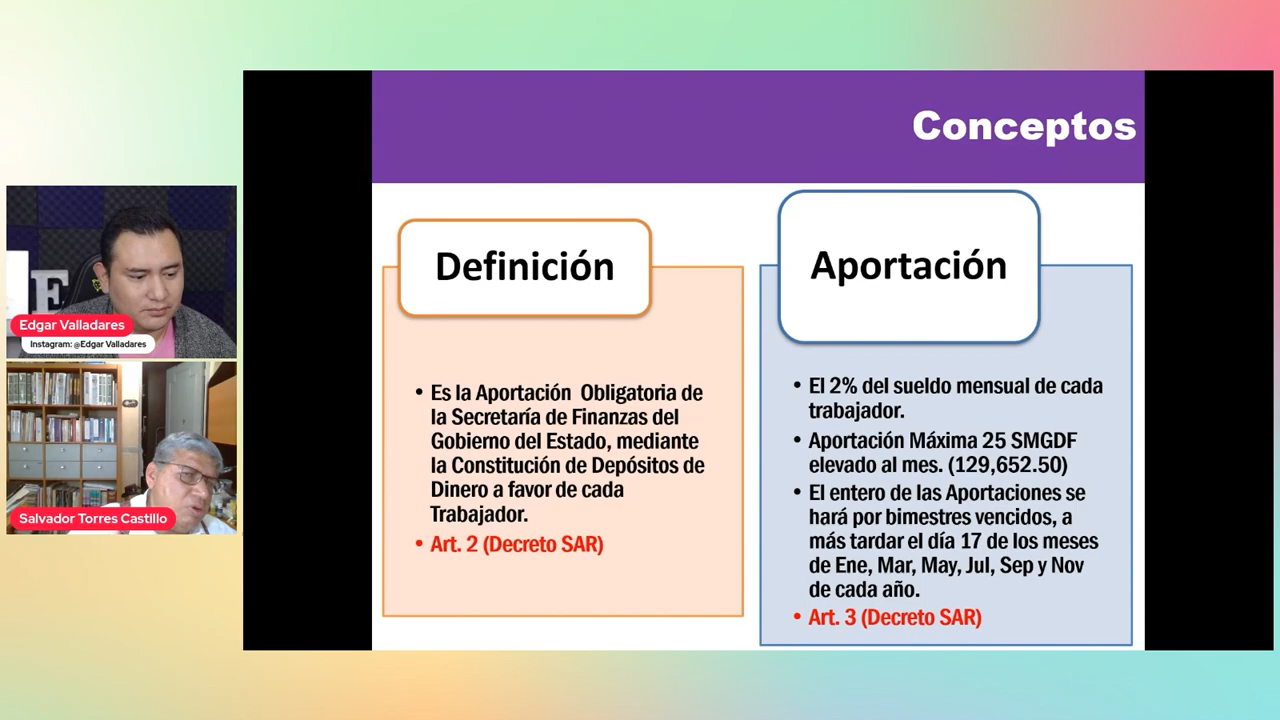 Conceptos
Definición
Es la Aportación Obligatoria de
la Secretaría de Finanzas del
Gobierno del Estado, mediante
la Constitución de Depósitos de
Dinero a favor de cada
Trabajador.
Art. 2 (Decreto SAR)
Aportación
El 2% del sueldo mensual de cada
trabajador.
Aportación Máxima 25 SMGDF
elevado al mes. (129,652.50)
El entero de las Aportaciones se
hará por bimestres vencidos, a
más tardar el día 17 de los meses
de Ene, Mar, May, Jul, Sep y Nov
de cada año.
Art. 3 (Decreto SAR)
E
Edgar Valladares
Instagram: @Edgar Valladares
Salvador Torres Castillo